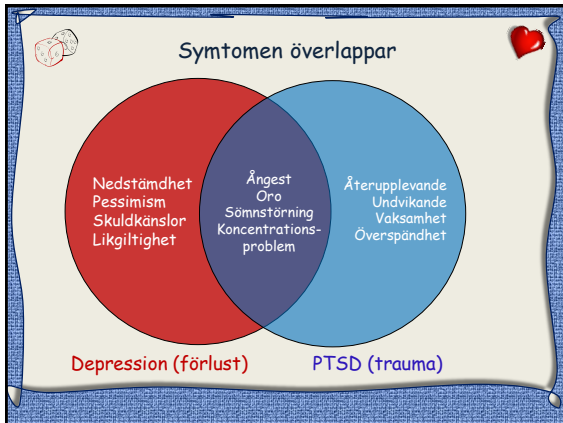 Symtomen överlappar
Nedstämdhet
Pessimism
Skuldkänslor
Likgiltighet
Ångest
Oro
Sömnstörning
Koncentrations-
problem
Återupplevande
Undvikande
Vaksamhet
Överspändhet
Depression (förlust)
PTSD (trauma)